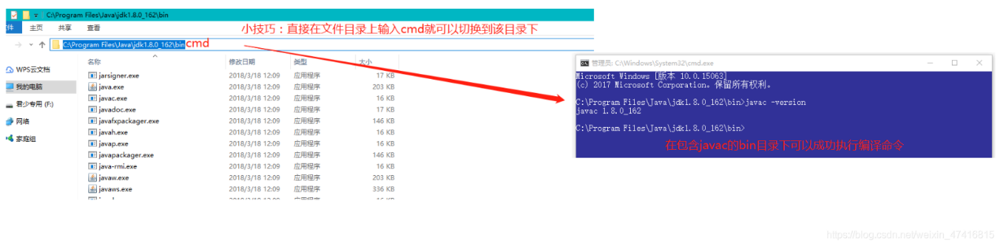 C:\Program Files\Java\jdk1.8.0_162\bin
件 主页 共享 查看
小技巧：直接在文件目录上输入cmd就可以切换到该目录下
C:\Program Files\Java\jdk1.8.0_162\bin cmd
名称 修改日期 类型 大小
WPS云文档
我的电脑
君少专用 (F:)
网络
家庭组
jarsigner.exe 2018/3/18 12:09 应用程序 17 KB
java.exe 2018/3/18 12:09 应用程序 203 KB
javac.exe 2018/3/18 12:09 应用程序 16 KB
javadoc.exe 2018/3/18 12:09 应用程序 17 KB
javafxpackager.exe 2018/3/18 12:09 应用程序 146 KB
javah.exe 2018/3/18 12:09 应用程序 16 KB
javap.exe 2018/3/18 12:09 应用程序 16 KB
javapackager.exe 2018/3/18 12:09 应用程序 146 KB
java-rmi.exe 2018/3/18 12:09 应用程序 16 KB
javaw.exe 2018/3/18 12:09 应用程序 203 KB
javaws.exe 2018/3/18 12:09 应用程序 336 KB
管理员: C:\Windows\System32\cmd.exe
Microsoft Windows [版本 10.0.15063]
(c) 2017 Microsoft Corporation。保留所有权利。
C:\Program Files\Java\jdk1.8.0_162\bin>javac -version
javac 1.8.0_162
C:\Program Files\Java\jdk1.8.0_162\bin>
在包含javac的bin目录下可以成功执行编译命令
https://blog.csdn.net/weixin_47416815